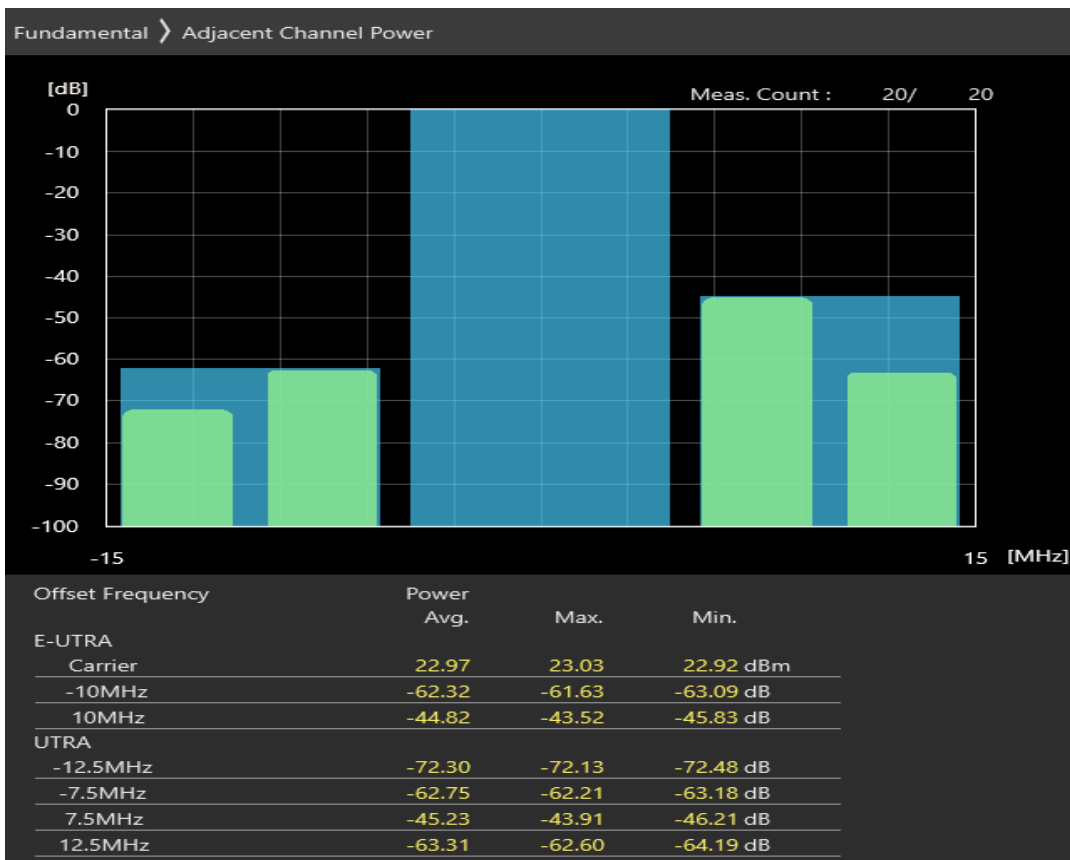 Fundamental 〉 Adjacent Channel Power
[dB]
Meas. Count : 20/ 20
0
-10
-20
-30
-40
-50
-60
-70
-80
-90
-100
-15 15 [MHz]
Offset Frequency Power
Avg. Max. Min.
E-UTRA
Carrier 22.97 23.03 22.92 dBm
-10MHz -62.32 -61.63 -63.09 dB
10MHz -44.82 -43.52 -45.83 dB
UTRA
-12.5MHz -72.30 -72.13 -72.48 dB
-7.5MHz -62.75 -62.21 -63.18 dB
7.5MHz -45.23 -43.91 -46.21 dB
12.5MHz -63.31 -62.60 -64.19 dB